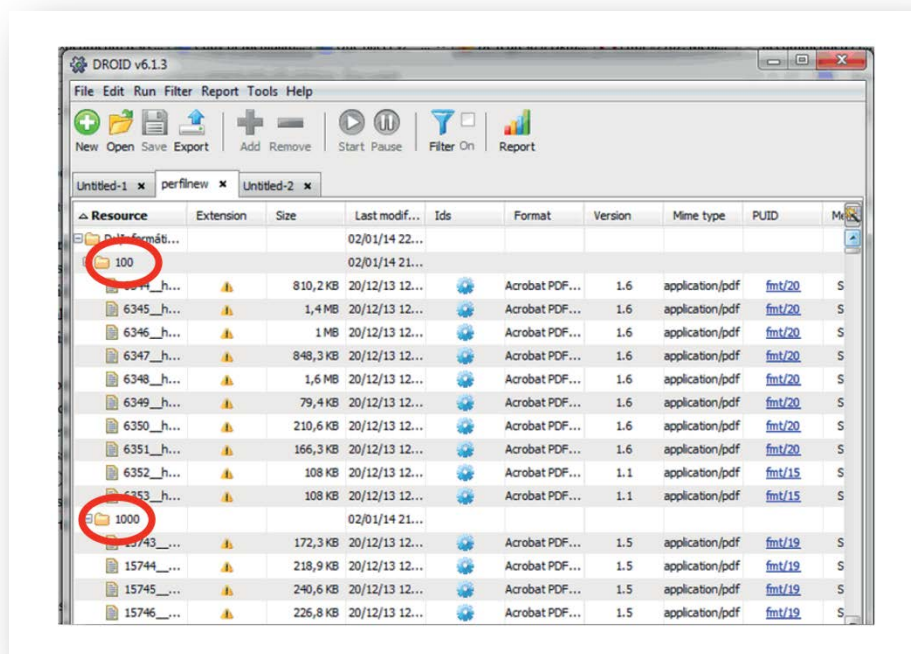 DROID v6.1.3
File Edit Run Filter Report Tools Help
New Open Save Export Add Remove Start Pause Filter On Report
Untitled-1 perfilnew Untitled-2
Resource Extension Size Last modif... Ids Format Version Mime type PUID
02/01/14 22...
100 02/01/14 21...
810,2 KB 20/12/13 12... Acrobat PDF... 1.6 application/pdf fmt/20 S
6345__h... 1,4 MB 20/12/13 12... Acrobat PDF... 1.6 application/pdf fmt/20 S
6346__h... 1 MB 20/12/13 12... Acrobat PDF... 1.6 application/pdf fmt/20 S
6347__h... 848,3 KB 20/12/13 12... Acrobat PDF... 1.6 application/pdf fmt/20 S
6348__h... 1,6 MB 20/12/13 12... Acrobat PDF... 1.6 application/pdf fmt/20 S
6349__h... 79,4 KB 20/12/13 12... Acrobat PDF... 1.6 application/pdf fmt/20 S
6350__h... 210,6 KB 20/12/13 12... Acrobat PDF... 1.6 application/pdf fmt/20 S
6351__h... 166,3 KB 20/12/13 12... Acrobat PDF... 1.6 application/pdf fmt/20 S
6352__h... 108 KB 20/12/13 12... Acrobat PDF... 1.1 application/pdf fmt/15 S
6353__h... 108 KB 20/12/13 12... Acrobat PDF... 1.1 application/pdf fmt/15 S
1000 02/01/14 21...
15743__... 172,3 KB 20/12/13 12... Acrobat PDF... 1.5 application/pdf fmt/19 S
15744__... 218,9 KB 20/12/13 12... Acrobat PDF... 1.5 application/pdf fmt/19 S
15745__... 240,6 KB 20/12/13 12... Acrobat PDF... 1.5 application/pdf fmt/19 S
15746__... 226,8 KB 20/12/13 12... Acrobat PDF... 1.5 application/pdf fmt/19 S